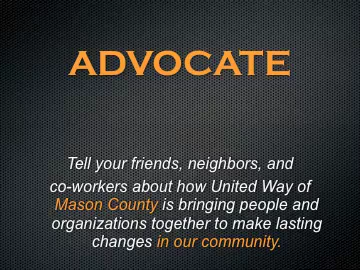 ADVOCATE
Tell your friends, neighbors, and
co-workers about how United Way of
Mason County is bringing people and
organizations together to make lasting
changes in our community.